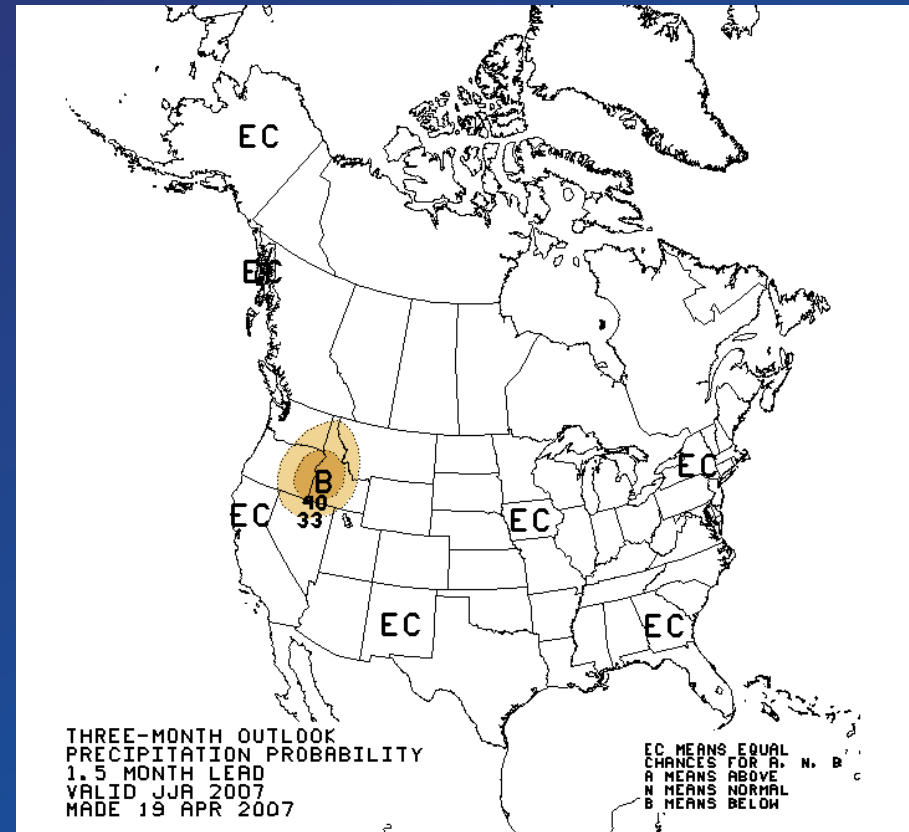 EC
EC
B
40
33
EC
EC
EC
EC
EC
THREE-MONTH OUTLOOK
PRECIPITATION PROBABILITY
1.5 MONTH LEAD
VALID JJA 2007
MADE 19 APR 2007
EC MEANS EQUAL
CHANCES FOR A, N, B
A MEANS ABOVE
N MEANS NORMAL
B MEANS BELOW